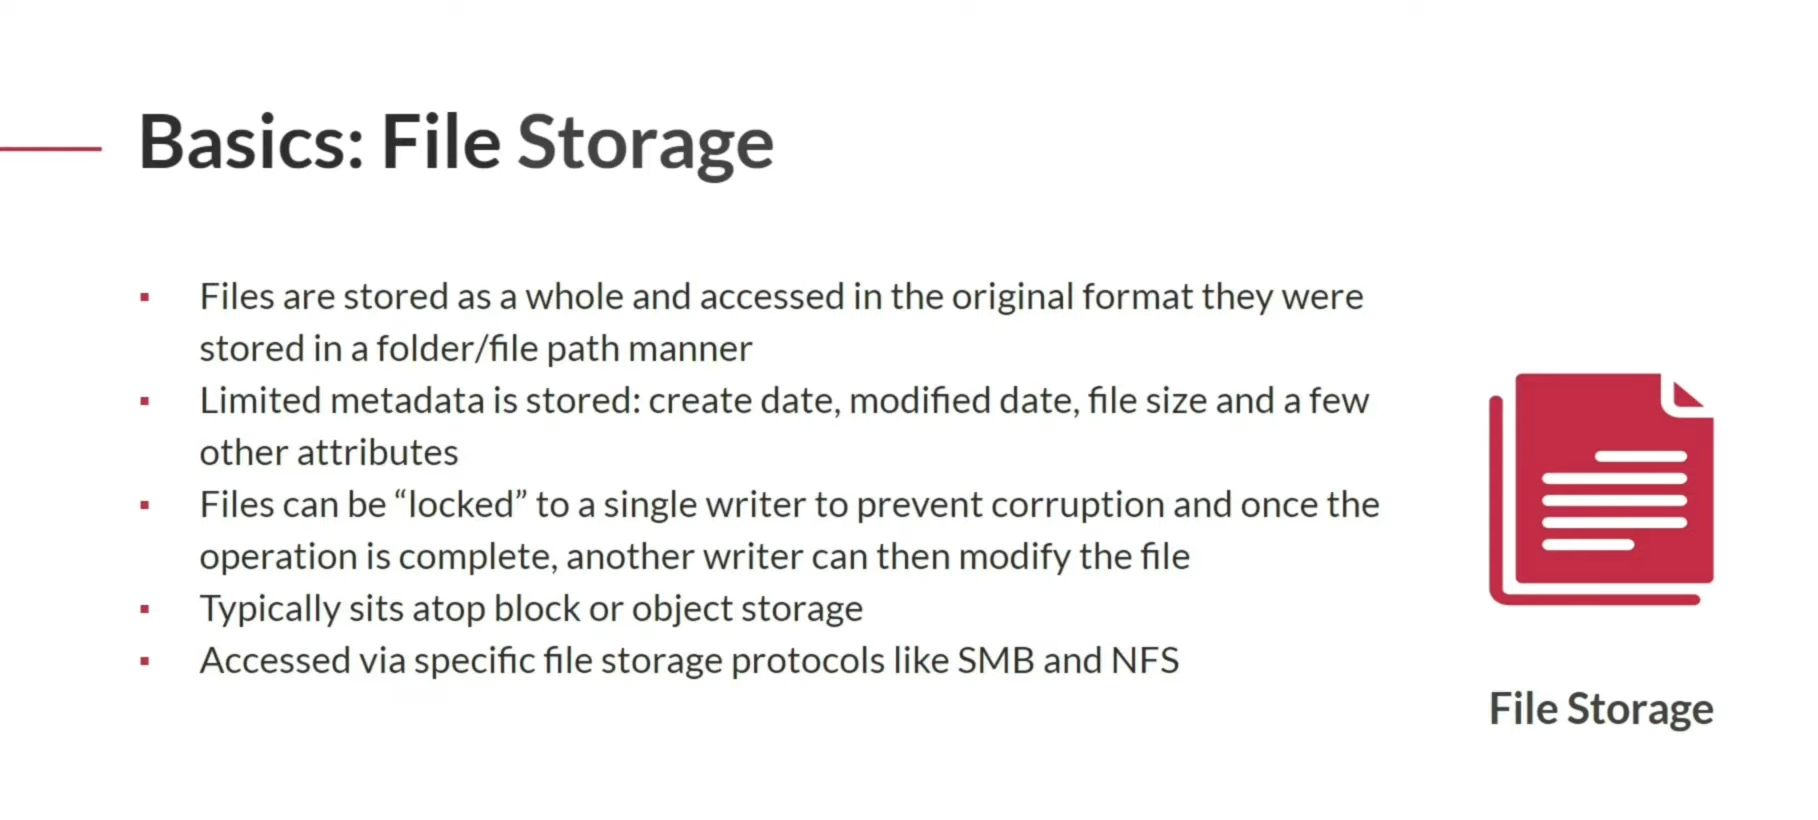 Basics: File Storage
▪ Files are stored as a whole and accessed in the original format they were
stored in a folder/file path manner
▪ Limited metadata is stored: create date, modified date, file size and a few
other attributes
▪ Files can be “locked” to a single writer to prevent corruption and once the
operation is complete, another writer can then modify the file
▪ Typically sits atop block or object storage
▪ Accessed via specific file storage protocols like SMB and NFS
File Storage